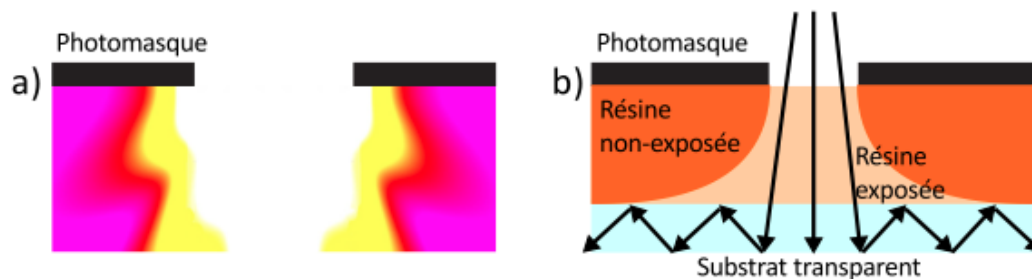 Photomasque
a)
Photomasque
b)
Résine
non-exposée
Résine
exposée
Substrat transparent